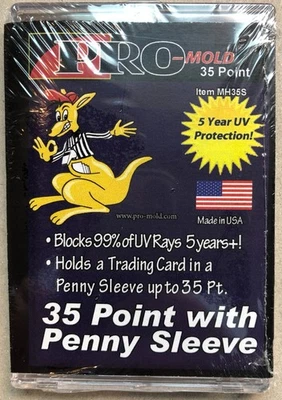 PRO-MOLD
35 Point
Item MH35S
5 Year UV
Protection!
www.pro-mold.com
Made in USA
• Blocks 99% of UV Rays 5 years+!
• Holds a Trading Card in a
Penny Sleeve up to 35 Pt.
35 Point with
Penny Sleeve